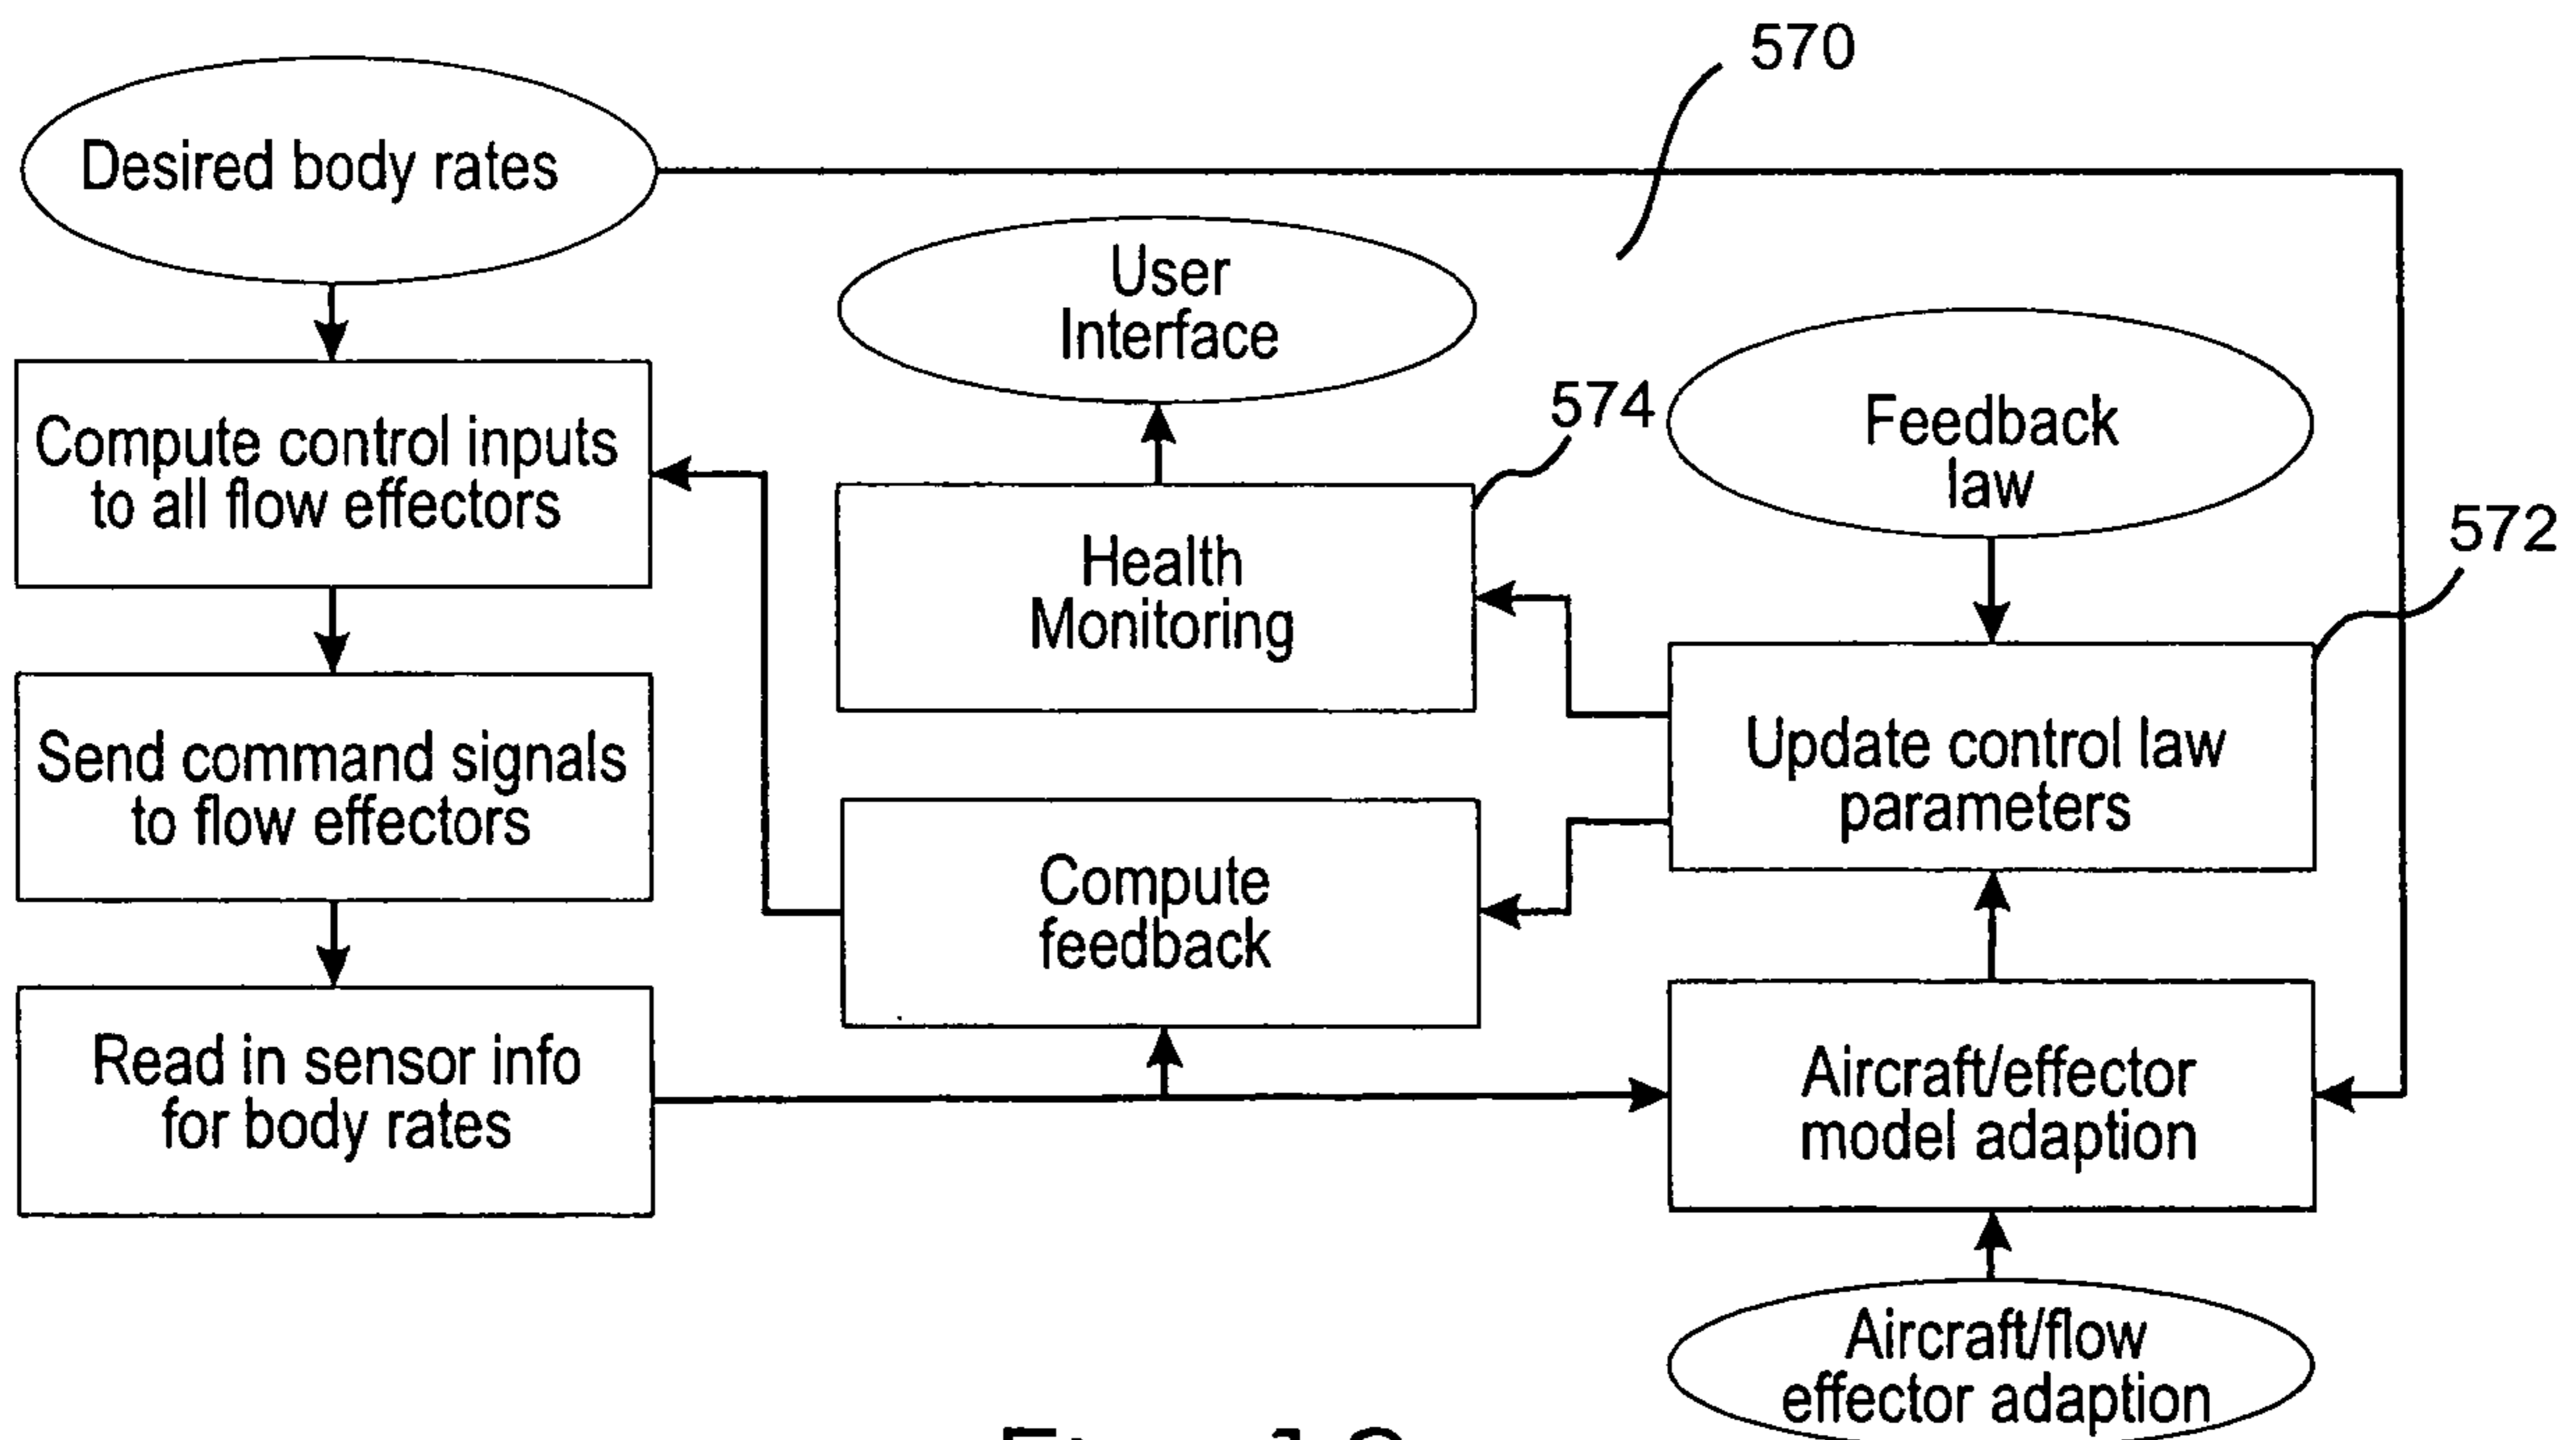 570
Desired body rates
User
Interface
574
Feedback
law
572
Compute control inputs
to all flow effectors
Health
Monitoring
Update control law
parameters
Send command signals
to flow effectors
Compute
feedback
Read in sensor info
for body rates
Aircraft/effector
model adaption
Aircraft/flow
effector adaption